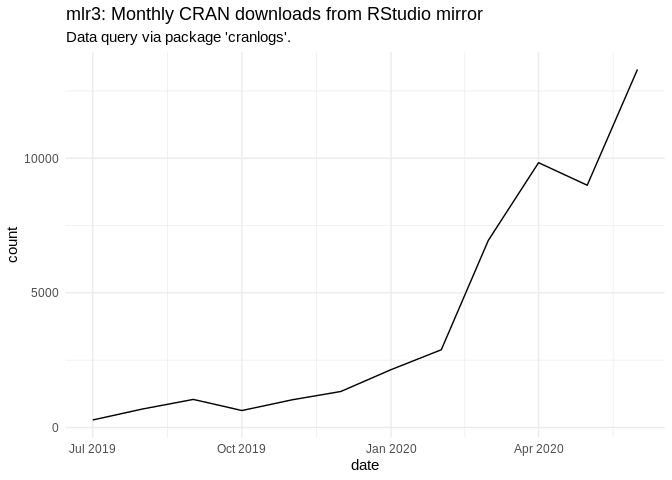 mlr3: Monthly CRAN downloads from RStudio mirror
Data query via package 'cranlogs'.
10000
count
5000
0
Jul 2019 Oct 2019 Jan 2020 Apr 2020
date